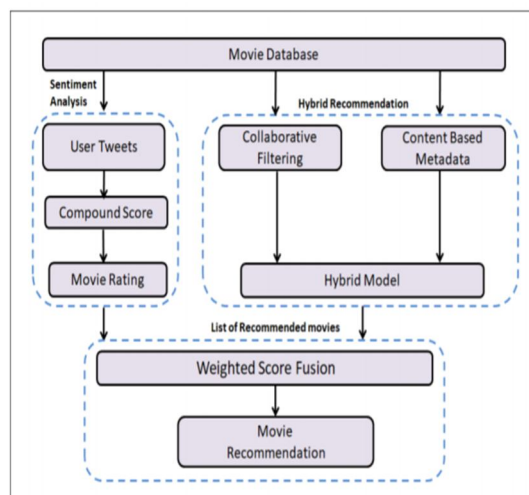 Movie Database
Sentiment
Analysis
Hybrid Recommendation
User Tweets
Collaborative
Filtering
Content Based
Metadata
Compound Score
Movie Rating
Hybrid Model
List of Recommended movies
Weighted Score Fusion
Movie
Recommendation